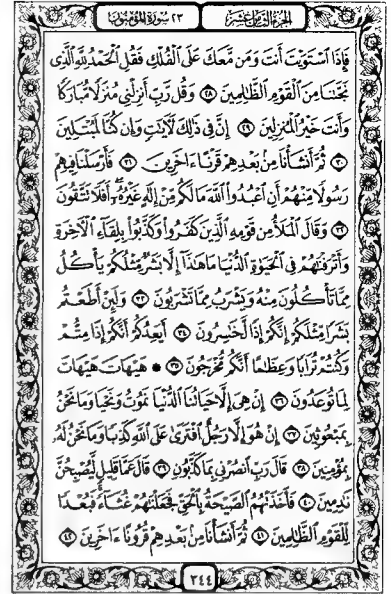 الجزء الثامن عشر ٢٣ سورة المؤمنون
فَإِذَا ٱسْتَوَيْتَ أَنتَ وَمَن مَّعَكَ عَلَى ٱلْفُلْكِ فَقُلِ ٱلْحَمْدُ لِلَّهِ ٱلَّذِى
نَجَّىٰنَا مِنَ ٱلْقَوْمِ ٱلظَّٰلِمِينَ ٢٨ وَقُل رَّبِّ أَنزِلْنِى مُنزَلًا مُّبَارَكًا
وَأَنتَ خَيْرُ ٱلْمُنزِلِينَ ٢٩ إِنَّ فِى ذَٰلِكَ لَءَايَٰتٍ وَإِن كُنَّا لَمُبْتَلِينَ
٣٠ ثُمَّ أَنشَأْنَا مِنۢ بَعْدِهِمْ قَرْنًا ءَاخَرِينَ ٣١ فَأَرْسَلْنَا فِيهِمْ
رَسُولًا مِّنْهُمْ أَنِ ٱعْبُدُوا۟ ٱللَّهَ مَا لَكُم مِّنْ إِلَٰهٍ غَيْرُهُۥٓ أَفَلَا تَتَّقُونَ
٣٢ وَقَالَ ٱلْمَلَأُ مِن قَوْمِهِ ٱلَّذِينَ كَفَرُوا۟ وَكَذَّبُوا۟ بِلِقَآءِ ٱلْءَاخِرَةِ
وَأَتْرَفْنَٰهُمْ فِى ٱلْحَيَوٰةِ ٱلدُّنْيَا مَا هَٰذَآ إِلَّا بَشَرٌ مِّثْلُكُمْ يَأْكُلُ
مِمَّا تَأْكُلُونَ مِنْهُ وَيَشْرَبُ مِمَّا تَشْرَبُونَ ٣٣ وَلَئِنْ أَطَعْتُم
بَشَرًا مِّثْلَكُمْ إِنَّكُمْ إِذًا لَّخَٰسِرُونَ ٣٤ أَيَعِدُكُمْ أَنَّكُمْ إِذَا مِتُّمْ
وَكُنتُمْ تُرَابًا وَعِظَٰمًا أَنَّكُم مُّخْرَجُونَ ٣٥ هَيْهَاتَ هَيْهَاتَ
لِمَا تُوعَدُونَ ٣٦ إِنْ هِىَ إِلَّا حَيَاتُنَا ٱلدُّنْيَا نَمُوتُ وَنَحْيَا وَمَا نَحْنُ
بِمَبْعُوثِينَ ٣٧ إِنْ هُوَ إِلَّا رَجُلٌ ٱفْتَرَىٰ عَلَى ٱللَّهِ كَذِبًا وَمَا نَحْنُ لَهُۥ
بِمُؤْمِنِينَ ٣٨ قَالَ رَبِّ ٱنصُرْنِى بِمَا كَذَّبُونِ ٣٩ قَالَ عَمَّا قَلِيلٍ لَّيُصْبِحُنَّ
نَٰدِمِينَ ٤٠ فَأَخَذَتْهُمُ ٱلصَّيْحَةُ بِٱلْحَقِّ فَجَعَلْنَٰهُمْ غُثَآءً فَبُعْدًا
لِّلْقَوْمِ ٱلظَّٰلِمِينَ ٤١ ثُمَّ أَنشَأْنَا مِنۢ بَعْدِهِمْ قُرُونًا ءَاخَرِينَ ٤٢
٣٤٤